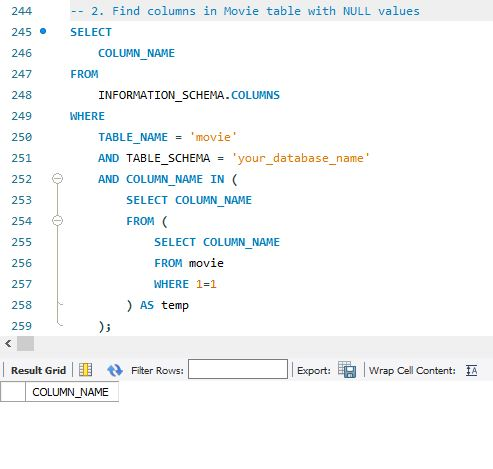 244 -- 2. Find columns in Movie table with NULL values
245 SELECT
246 COLUMN_NAME
247 FROM
248 INFORMATION_SCHEMA.COLUMNS
249 WHERE
250 TABLE_NAME = 'movie'
251 AND TABLE_SCHEMA = 'your_database_name'
252 AND COLUMN_NAME IN (
253 SELECT COLUMN_NAME
254 FROM (
255 SELECT COLUMN_NAME
256 FROM movie
257 WHERE 1=1
258 ) AS temp
259 );
Result Grid Filter Rows: Export: Wrap Cell Content:
COLUMN_NAME